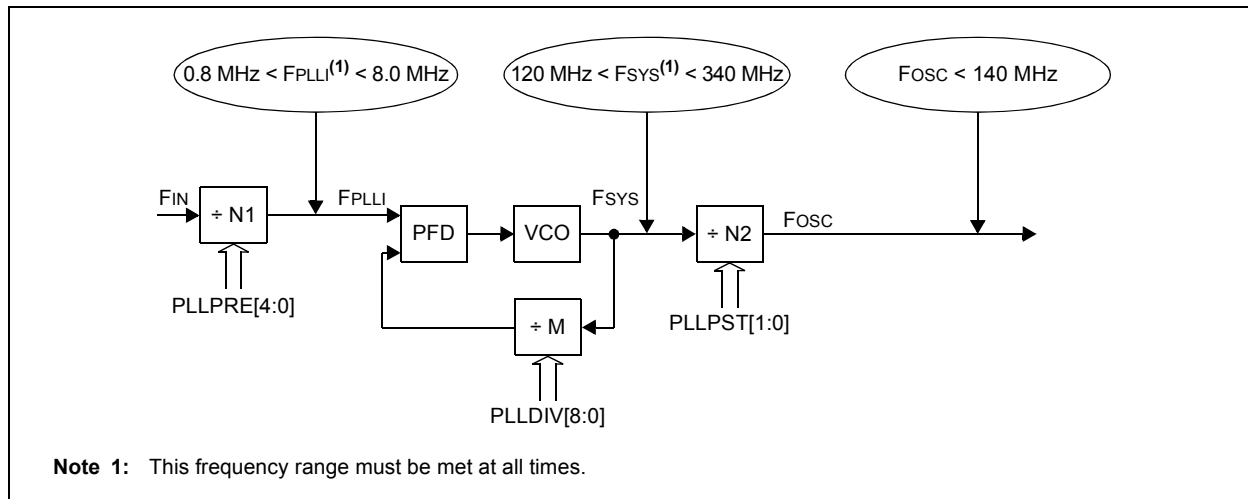 0.8 MHz < FPLLI(1) < 8.0 MHz
120 MHz < FSYS(1) < 340 MHz
FOSC < 140 MHz
FIN
÷ N1
FPLLI
PFD
VCO
FSYS
÷ N2
FOSC
PLLPRE[4:0]
÷ M
PLLPST[1:0]
PLLDIV[8:0]
Note 1: This frequency range must be met at all times.